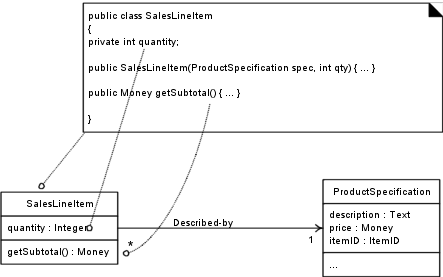 public class SalesLineItem
{
private int quantity;
public SalesLineItem(ProductSpecification spec, int qty) { ... }
public Money getSubtotal() { ... }
}
SalesLineItem
quantity : Integer
getSubtotal() : Money
Described-by
*
1
ProductSpecification
description : Text
price : Money
itemID : ItemID
...